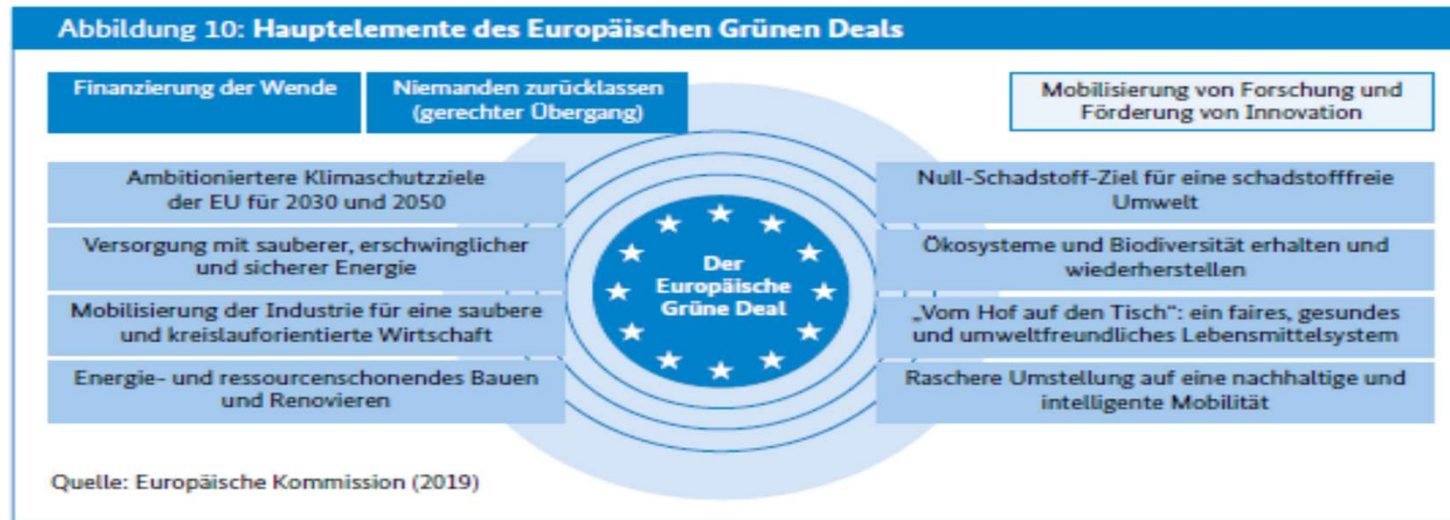 Abbildung 10: Hauptelemente des Europäischen Grünen Deals
Finanzierung der Wende
Niemanden zurücklassen
(gerechter Übergang)
Mobilisierung von Forschung und
Förderung von Innovation
Ambitioniertere Klimaschutzziele
der EU für 2030 und 2050
Versorgung mit sauberer, erschwinglicher
und sicherer Energie
Mobilisierung der Industrie für eine saubere
und kreislauforientierte Wirtschaft
Energie- und ressourcenschonendes Bauen
und Renovieren
Der
Europäische
Grüne Deal
Null-Schadstoff-Ziel für eine schadstofffreie
Umwelt
Ökosysteme und Biodiversität erhalten und
wiederherstellen
„Vom Hof auf den Tisch“: ein faires, gesundes
und umweltfreundliches Lebensmittelsystem
Raschere Umstellung auf eine nachhaltige und
intelligente Mobilität
Quelle: Europäische Kommission (2019)